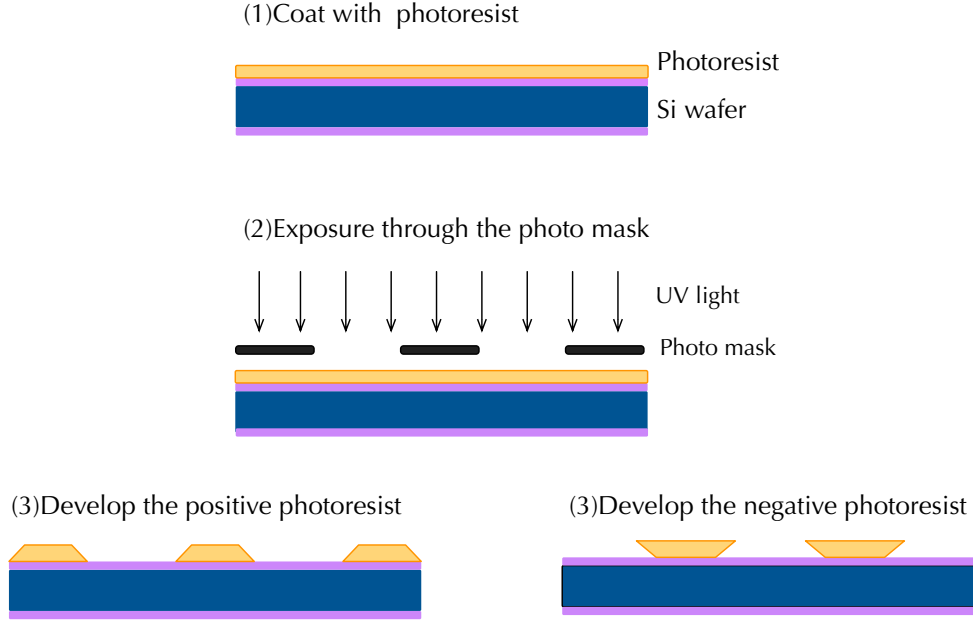 (1)Coat with photoresist
Photoresist
Si wafer
(2)Exposure through the photo mask
UV light
Photo mask
(3)Develop the positive photoresist
(3)Develop the negative photoresist